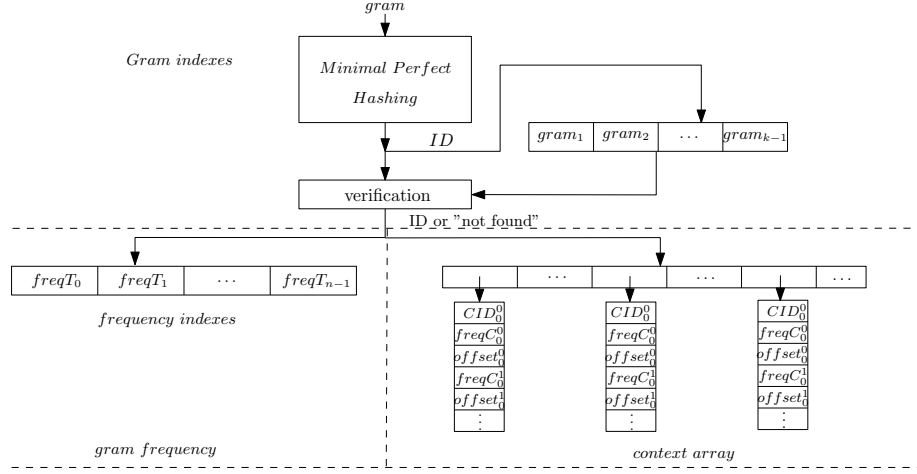 gram
Gram indexes
Minimal Perfect
Hashing
ID
gram₁ gram₂ ... gramₖ₋₁
verification
ID or "not found"
freqT₀ freqT₁ ... freqTₙ₋₁
... ... ...
frequency indexes
CID₀⁰ CID₀⁰ CID₀⁰
freqC₀⁰ freqC₀⁰ freqC₀⁰
offset₀⁰ offset₀⁰ offset₀⁰
freqC₀¹ freqC₀¹ freqC₀¹
offset₀¹ offset₀¹ offset₀¹
⋮ ⋮ ⋮
gram frequency
context array